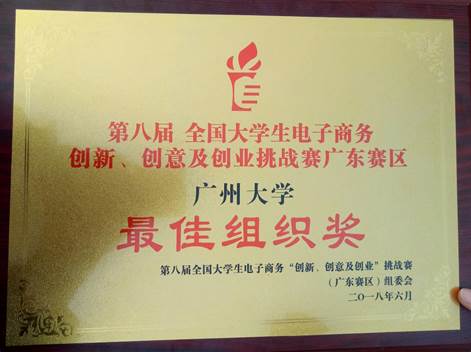 第八届 全国大学生电子商务
创新、创意及创业挑战赛广东赛区
广州大学
最佳组织奖
第八届全国大学生电子商务“创新、创意及创业”挑战赛
（广东赛区）组委会
二〇一八年六月